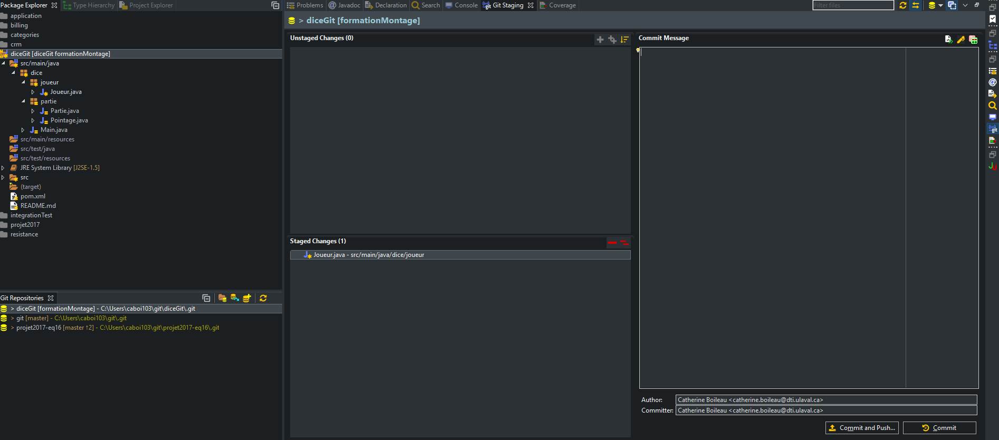 Package Explorer
Type Hierarchy
Project Explorer
application
billing
categories
crm
diceGit [diceGit formationMontage]
src/main/java
dice
joueur
Joueur.java
partie
Partie.java
Pointage.java
Main.java
src/main/resources
src/test/java
src/test/resources
JRE System Library [J2SE-1.5]
src
(target)
pom.xml
README.md
integrationTest
projet2017
resistance
Git Repositories
> diceGit [formationMontage] - C:\Users\caboi103\git\diceGit\.git
> git [master] - C:\Users\caboi103\git\.git
> projet2017-eq16 [master ↑2] - C:\Users\caboi103\git\projet2017-eq16\.git
Problems
@ Javadoc
Declaration
Search
Console
git Git Staging
Coverage
Filter files
> diceGit [formationMontage]
Unstaged Changes (0)
Staged Changes (1)
Joueur.java - src/main/java/dice/joueur
Commit Message
Author: Catherine Boileau <catherine.boileau@dti.ulaval.ca>
Committer: Catherine Boileau <catherine.boileau@dti.ulaval.ca>
Commit and Push...
Commit
@
git